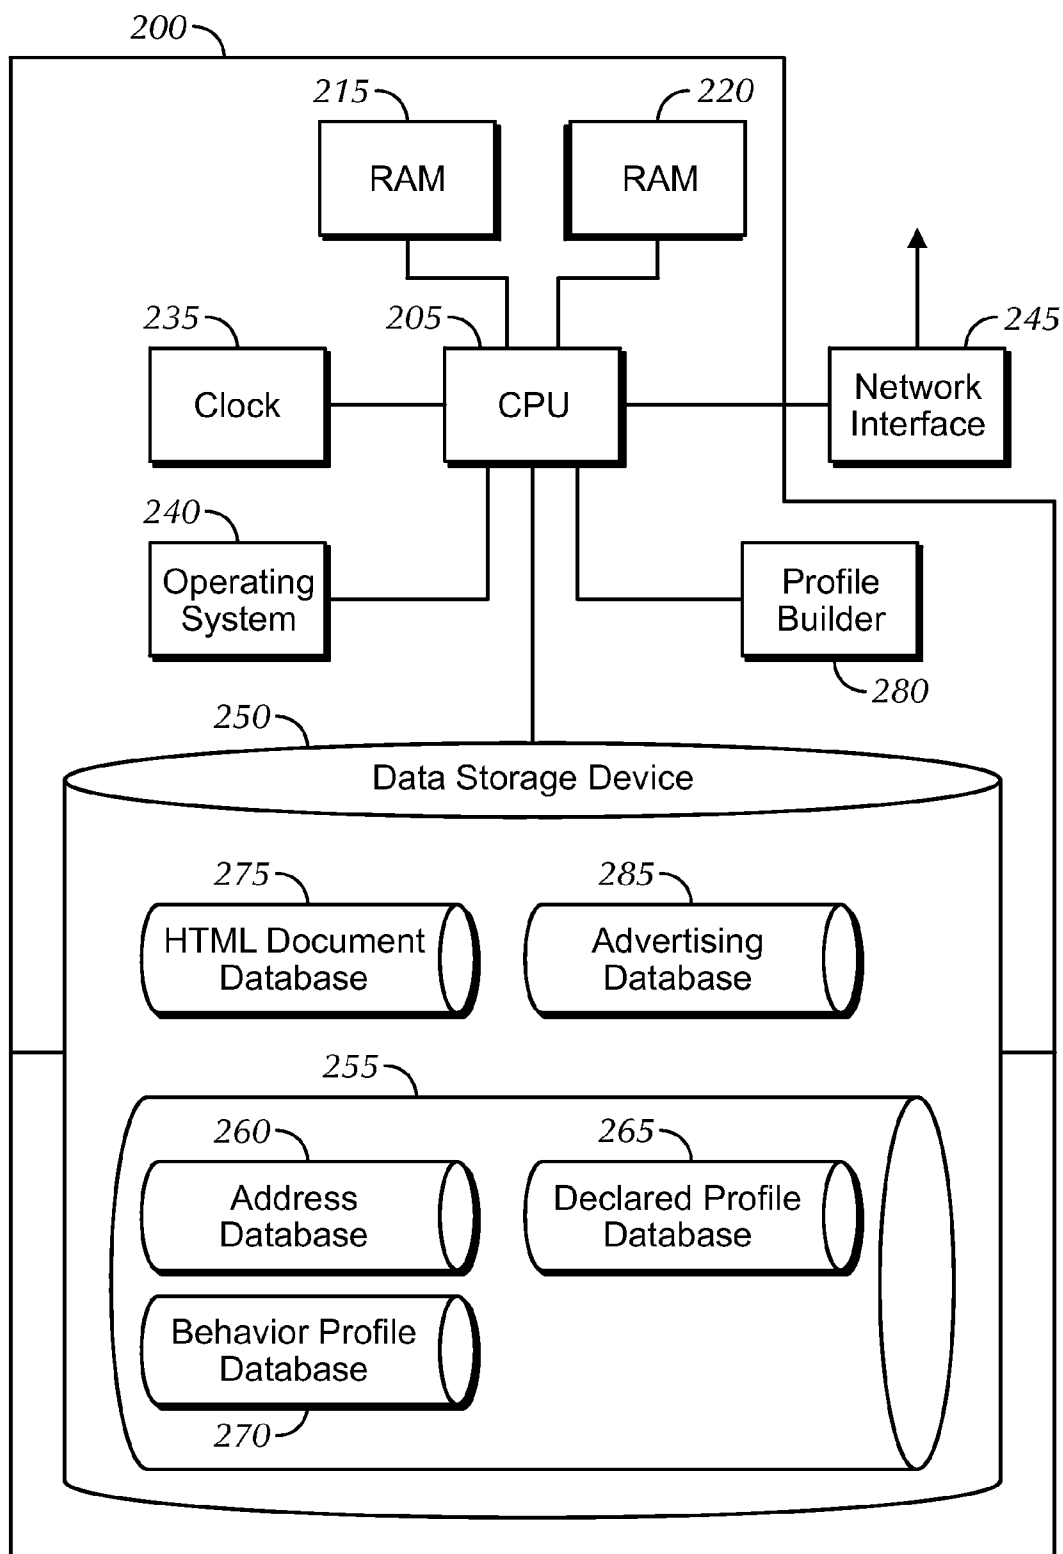 200
215
220
RAM
RAM
235
205
245
Clock
CPU
Network
Interface
240
Operating
System
Profile
Builder
280
250
Data Storage Device
275
285
HTML Document
Database
Advertising
Database
255
260
265
Address
Database
Declared Profile
Database
Behavior Profile
Database
270